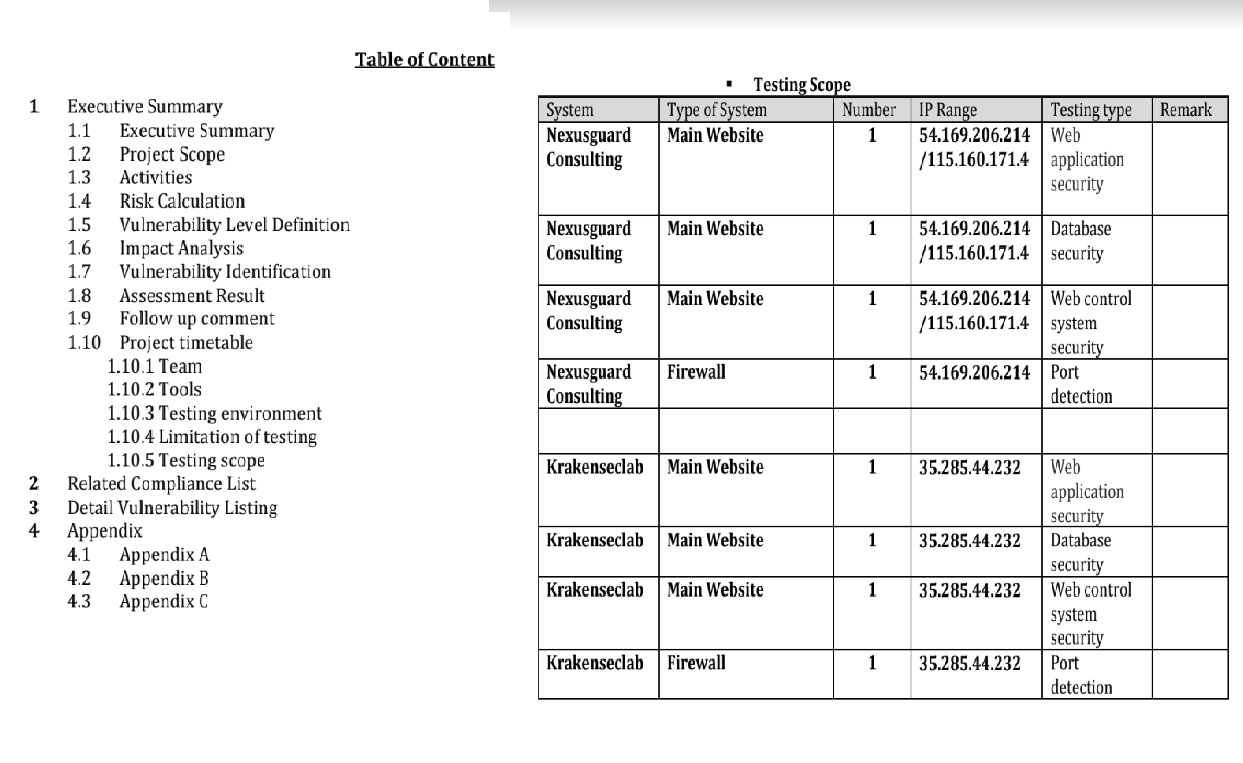 Table of Content
1 Executive Summary
1.1 Executive Summary
1.2 Project Scope
1.3 Activities
1.4 Risk Calculation
1.5 Vulnerability Level Definition
1.6 Impact Analysis
1.7 Vulnerability Identification
1.8 Assessment Result
1.9 Follow up comment
1.10 Project timetable
1.10.1 Team
1.10.2 Tools
1.10.3 Testing environment
1.10.4 Limitation of testing
1.10.5 Testing scope
2 Related Compliance List
3 Detail Vulnerability Listing
4 Appendix
4.1 Appendix A
4.2 Appendix B
4.3 Appendix C
▪ Testing Scope
System Type of System Number IP Range Testing type Remark
Nexusguard Main Website 1 54.169.206.214 Web
Consulting /115.160.171.4 application
security
Nexusguard Main Website 1 54.169.206.214 Database
Consulting /115.160.171.4 security
Nexusguard Main Website 1 54.169.206.214 Web control
Consulting /115.160.171.4 system
security
Nexusguard Firewall 1 54.169.206.214 Port
Consulting detection
Krakenseclab Main Website 1 35.285.44.232 Web
application
security
Krakenseclab Main Website 1 35.285.44.232 Database
security
Krakenseclab Main Website 1 35.285.44.232 Web control
system
security
Krakenseclab Firewall 1 35.285.44.232 Port
detection